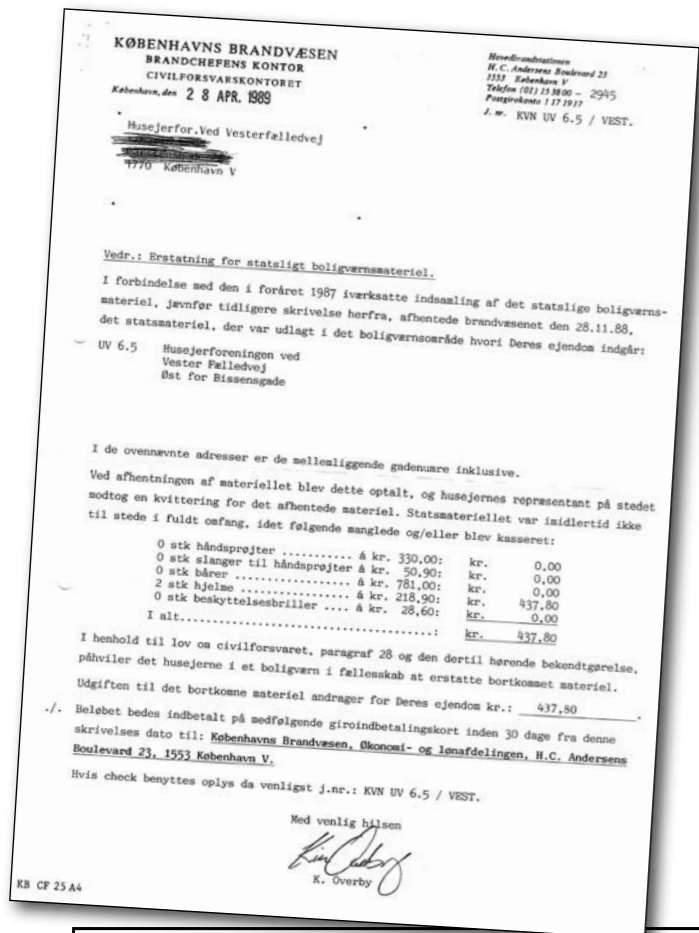 KØBENHAVNS BRANDVÆSEN
BRANDCHEFENS KONTOR
CIVILFORSVARSKONTORET
København, den 28 APR. 1989
Hovedbrandstationen
H. C. Andersens Boulevard 23
1553 København V
Telefon (01) 15 38 00 - 2945
Postgirokonto 1 17 19 17
J. nr. KVN UV 6.5 / VEST.
Husejerfor.Ved Vesterfælledvej
1770 København V
Vedr.: Erstatning for statsligt boligværnsmateriel.
I forbindelse med den i foråret 1987 iværksatte indsamling af det statslige boligværns-
materiel, jævnfør tidligere skrivelse herfra, afhentede brandvæsenet den 28.11.88,
det statsmateriel, der var udlagt i det boligværnsområde hvori Deres ejendom indgår:
UV 6.5 Husejerforeningen ved
Vester Fælledvej
Øst for Bissensgade
I de ovennævnte adresser er de mellemliggende gadenumre inklusive.
Ved afhentningen af materiellet blev dette optalt, og husejernes repræsentant på stedet
modtog en kvittering for det afhentede materiel. Statsmateriellet var imidlertid ikke
til stede i fuldt omfang, idet følgende manglede og/eller blev kasseret:
0 stk håndsprøjter ........... á kr. 330,00: kr. 0,00
0 stk slanger til håndsprøjter á kr. 50,90: kr. 0,00
0 stk bårer .................. á kr. 781,00: kr. 0,00
2 stk hjelme ................. á kr. 218,90: kr. 437,80
0 stk beskyttelsesbriller .... á kr. 28,60: kr. 0,00
I alt....................................: kr. 437,80
I henhold til lov om civilforsvaret, paragraf 28 og den dertil hørende bekendtgørelse,
påhviler det husejerne i et boligværn i fællesskab at erstatte bortkommet materiel.
Udgiften til det bortkomne materiel andrager for Deres ejendom kr.: 437,80 .
./. Beløbet bedes indbetalt på medfølgende giroindbetalingskort inden 30 dage fra denne
skrivelses dato til: Københavns Brandvæsen, Økonomi- og lønafdelingen, H.C. Andersens
Boulevard 23, 1553 København V.
Hvis check benyttes oplys da venligst j.nr.: KVN UV 6.5 / VEST.
Med venlig hilsen
K. Overby
KB CF 25 A4